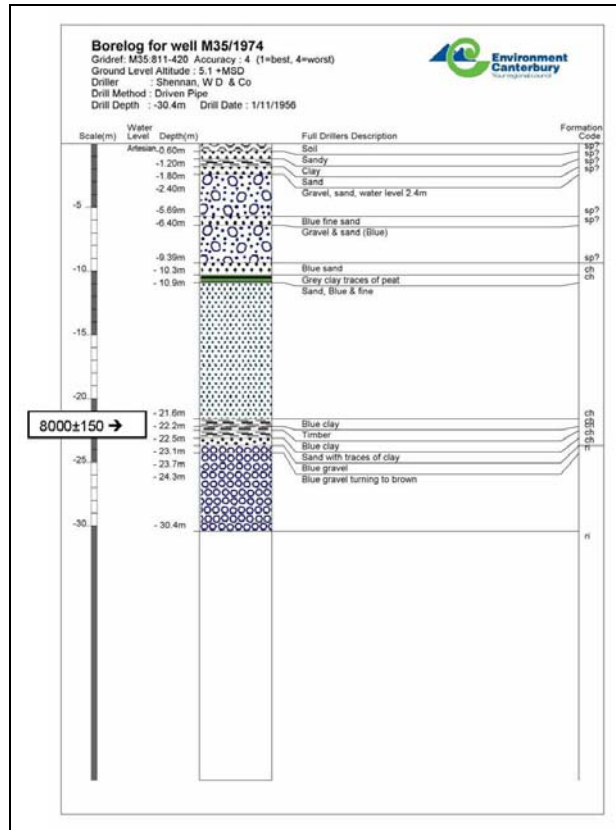 Borelog for well M35/1974
Gridref: M35:811-420 Accuracy : 4 (1=best, 4=worst)
Ground Level Altitude : 5.1 +MSD
Driller : Shennan, W D & Co
Drill Method : Driven Pipe
Drill Depth : -30.4m Drill Date : 1/11/1956
Environment
Canterbury
Your regional council
Scale(m)
Water
Level
Depth(m)
Full Drillers Description
Formation
Code
Artesian
-0.60m Soil sp?
-1.20m Sandy sp?
-1.80m Clay sp?
-2.40m Sand sp?
Gravel, sand, water level 2.4m
-5
-5.69m sp?
-6.40m Blue fine sand sp?
Gravel & sand (Blue)
-9.39m sp?
-10
- 10.3m Blue sand ch
- 10.9m Grey clay traces of peat ch
Sand, Blue & fine
-15
-20
- 21.6m ch
8000±150 →
- 22.2m Blue clay ch
- 22.5m Timber ch
- 23.1m Blue clay ch
- 23.7m Sand with traces of clay ri
-25
- 24.3m Blue gravel
Blue gravel turning to brown
-30
- 30.4m
ri